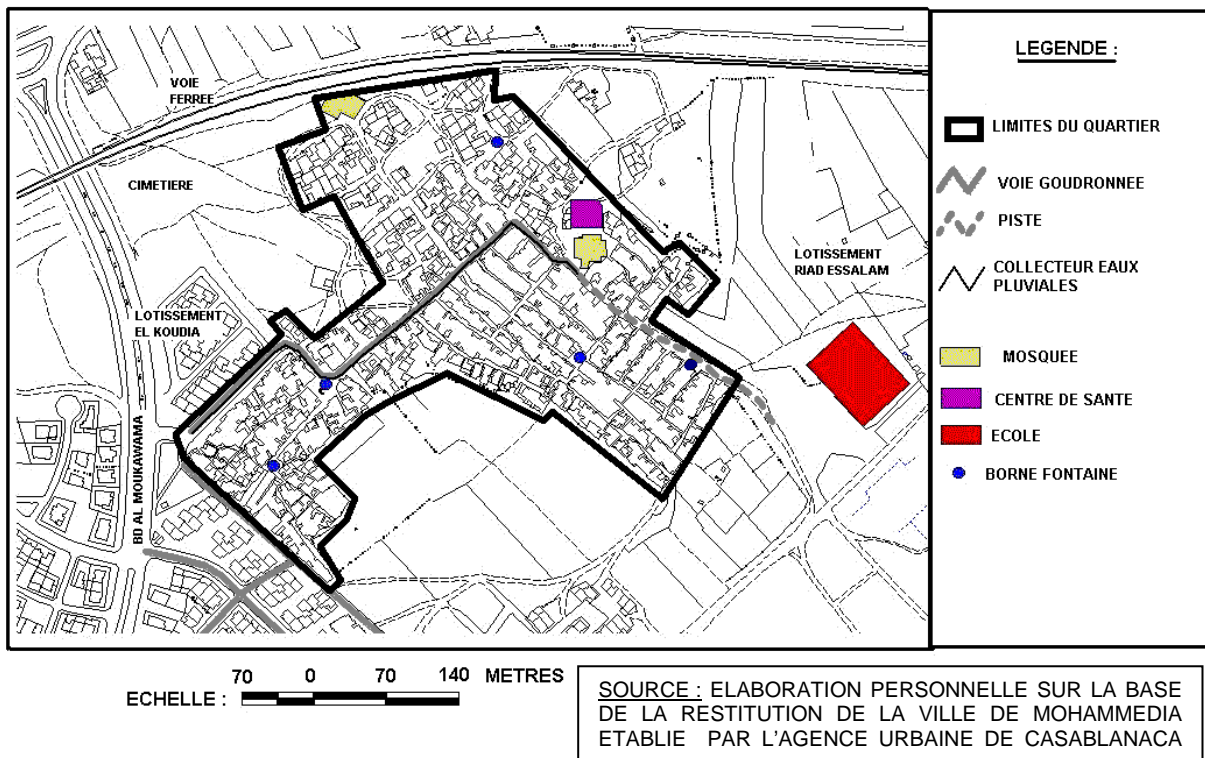 VOIE
FERREE
CIMETIERE
LOTISSEMENT
EL KOUDIA
BD AL MOUKAWAMA
LOTISSEMENT
RIAD ESSALAM
LEGENDE :
LIMITES DU QUARTIER
VOIE GOUDRONNEE
PISTE
COLLECTEUR EAUX
PLUVIALES
MOSQUEE
CENTRE DE SANTE
ECOLE
BORNE FONTAINE
70 0 70 140 METRES
ECHELLE :
SOURCE : ELABORATION PERSONNELLE SUR LA BASE
DE LA RESTITUTION DE LA VILLE DE MOHAMMEDIA
ETABLIE PAR L'AGENCE URBAINE DE CASABLANACA